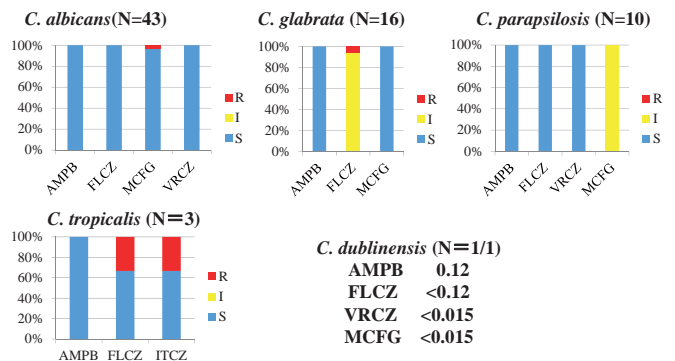 C. albicans(N=43)
100%
80%
60%
40%
20%
0%
AMPB
FLCZ
MCFG
VRCZ
R
I
S
C. glabrata (N=16)
100%
80%
60%
40%
20%
0%
AMPB
FLCZ
MCFG
R
I
S
C. parapsilosis (N=10)
100%
80%
60%
40%
20%
0%
AMPB
FLCZ
VRCZ
MCFG
R
I
S
C. tropicalis (N=3)
100%
80%
60%
40%
20%
0%
AMPB FLCZ ITCZ
R
I
S
C. dublinensis (N=1/1)
AMPB 0.12
FLCZ <0.12
VRCZ <0.015
MCFG <0.015